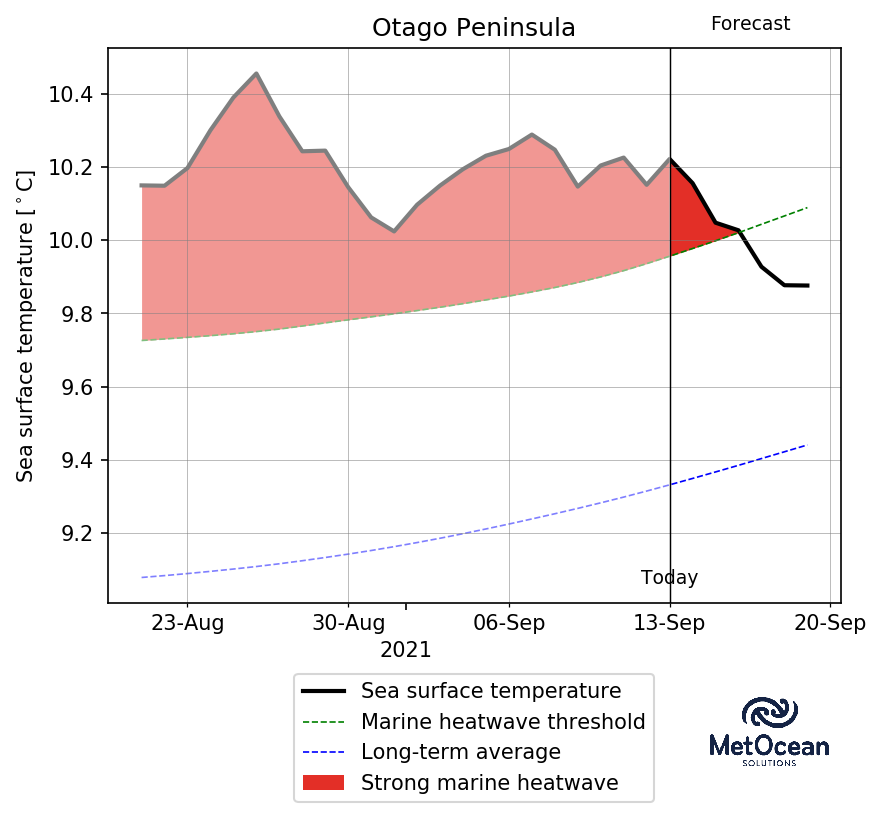 Otago Peninsula
Forecast
Sea surface temperature [°C]
10.4
10.2
10.0
9.8
9.6
9.4
9.2
Today
23-Aug 30-Aug 06-Sep 13-Sep 20-Sep
2021
Sea surface temperature
Marine heatwave threshold
Long-term average
Strong marine heatwave
MetOcean
SOLUTIONS